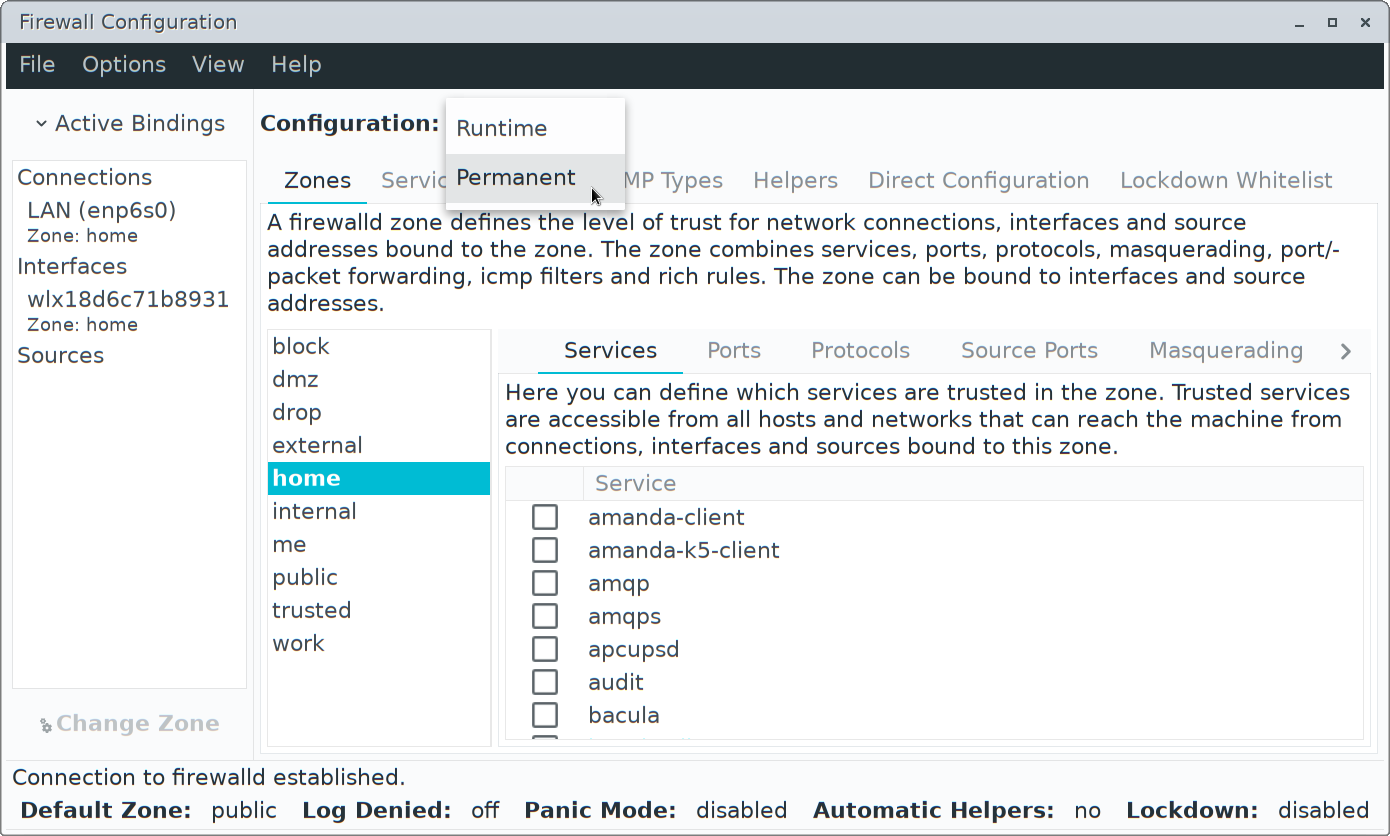 Firewall Configuration
File Options View Help
Active Bindings
Configuration:
Runtime
Permanent
Connections
LAN (enp6s0)
Zone: home
Interfaces
wlx18d6c71b8931
Zone: home
Sources
Change Zone
Zones Servic MP Types Helpers Direct Configuration Lockdown Whitelist
A firewalld zone defines the level of trust for network connections, interfaces and source
addresses bound to the zone. The zone combines services, ports, protocols, masquerading, port/-
packet forwarding, icmp filters and rich rules. The zone can be bound to interfaces and source
addresses.
block
dmz
drop
external
home
internal
me
public
trusted
work
Services Ports Protocols Source Ports Masquerading
Here you can define which services are trusted in the zone. Trusted services
are accessible from all hosts and networks that can reach the machine from
connections, interfaces and sources bound to this zone.
Service
amanda-client
amanda-k5-client
amqp
amqps
apcupsd
audit
bacula
Connection to firewalld established.
Default Zone: public Log Denied: off Panic Mode: disabled Automatic Helpers: no Lockdown: disabled